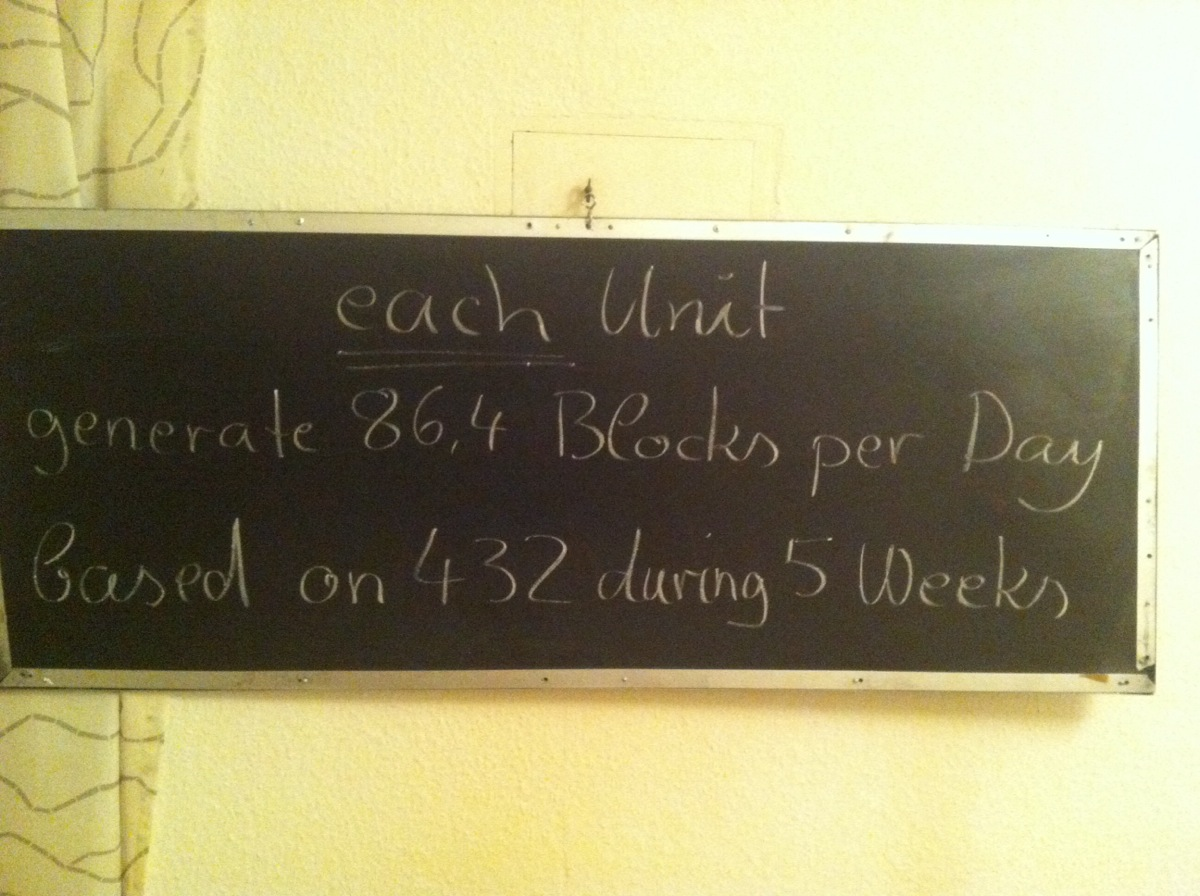 each Unit
generate 86,4 Blocks per Day
based on 432 during 5 Weeks